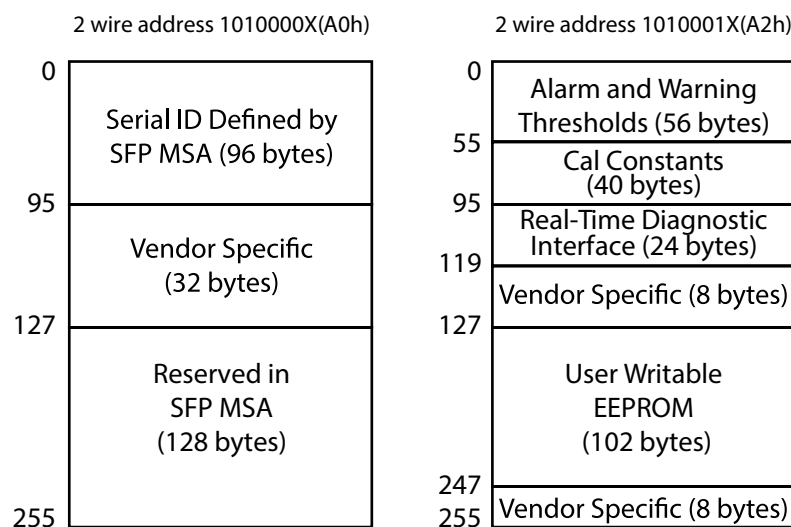 2 wire address 1010000X(A0h)
0
Serial ID Defined by
SFP MSA (96 bytes)
95
Vendor Specific
(32 bytes)
127
Reserved in
SFP MSA
(128 bytes)
255
2 wire address 1010001X(A2h)
0
Alarm and Warning
Thresholds (56 bytes)
55
Cal Constants
(40 bytes)
95
Real-Time Diagnostic
Interface (24 bytes)
119
Vendor Specific (8 bytes)
127
User Writable
EEPROM
(102 bytes)
247
Vendor Specific (8 bytes)
255